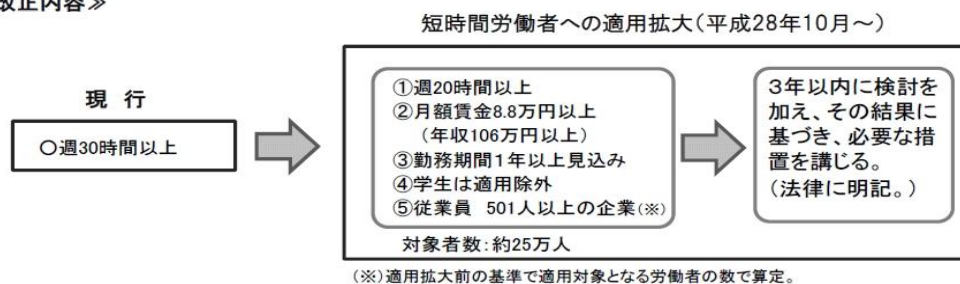 改正内容≫
短時間労働者への適用拡大(平成28年10月~)
現 行
○週30時間以上
①週20時間以上
②月額賃金8.8万円以上
(年収106万円以上)
③勤務期間1年以上見込み
④学生は適用除外
⑤従業員 501人以上の企業(※)
対象者数:約25万人
3年以内に検討を
加え、その結果に
基づき、必要な措
置を講じる。
(法律に明記。)
(※)適用拡大前の基準で適用対象となる労働者の数で算定。